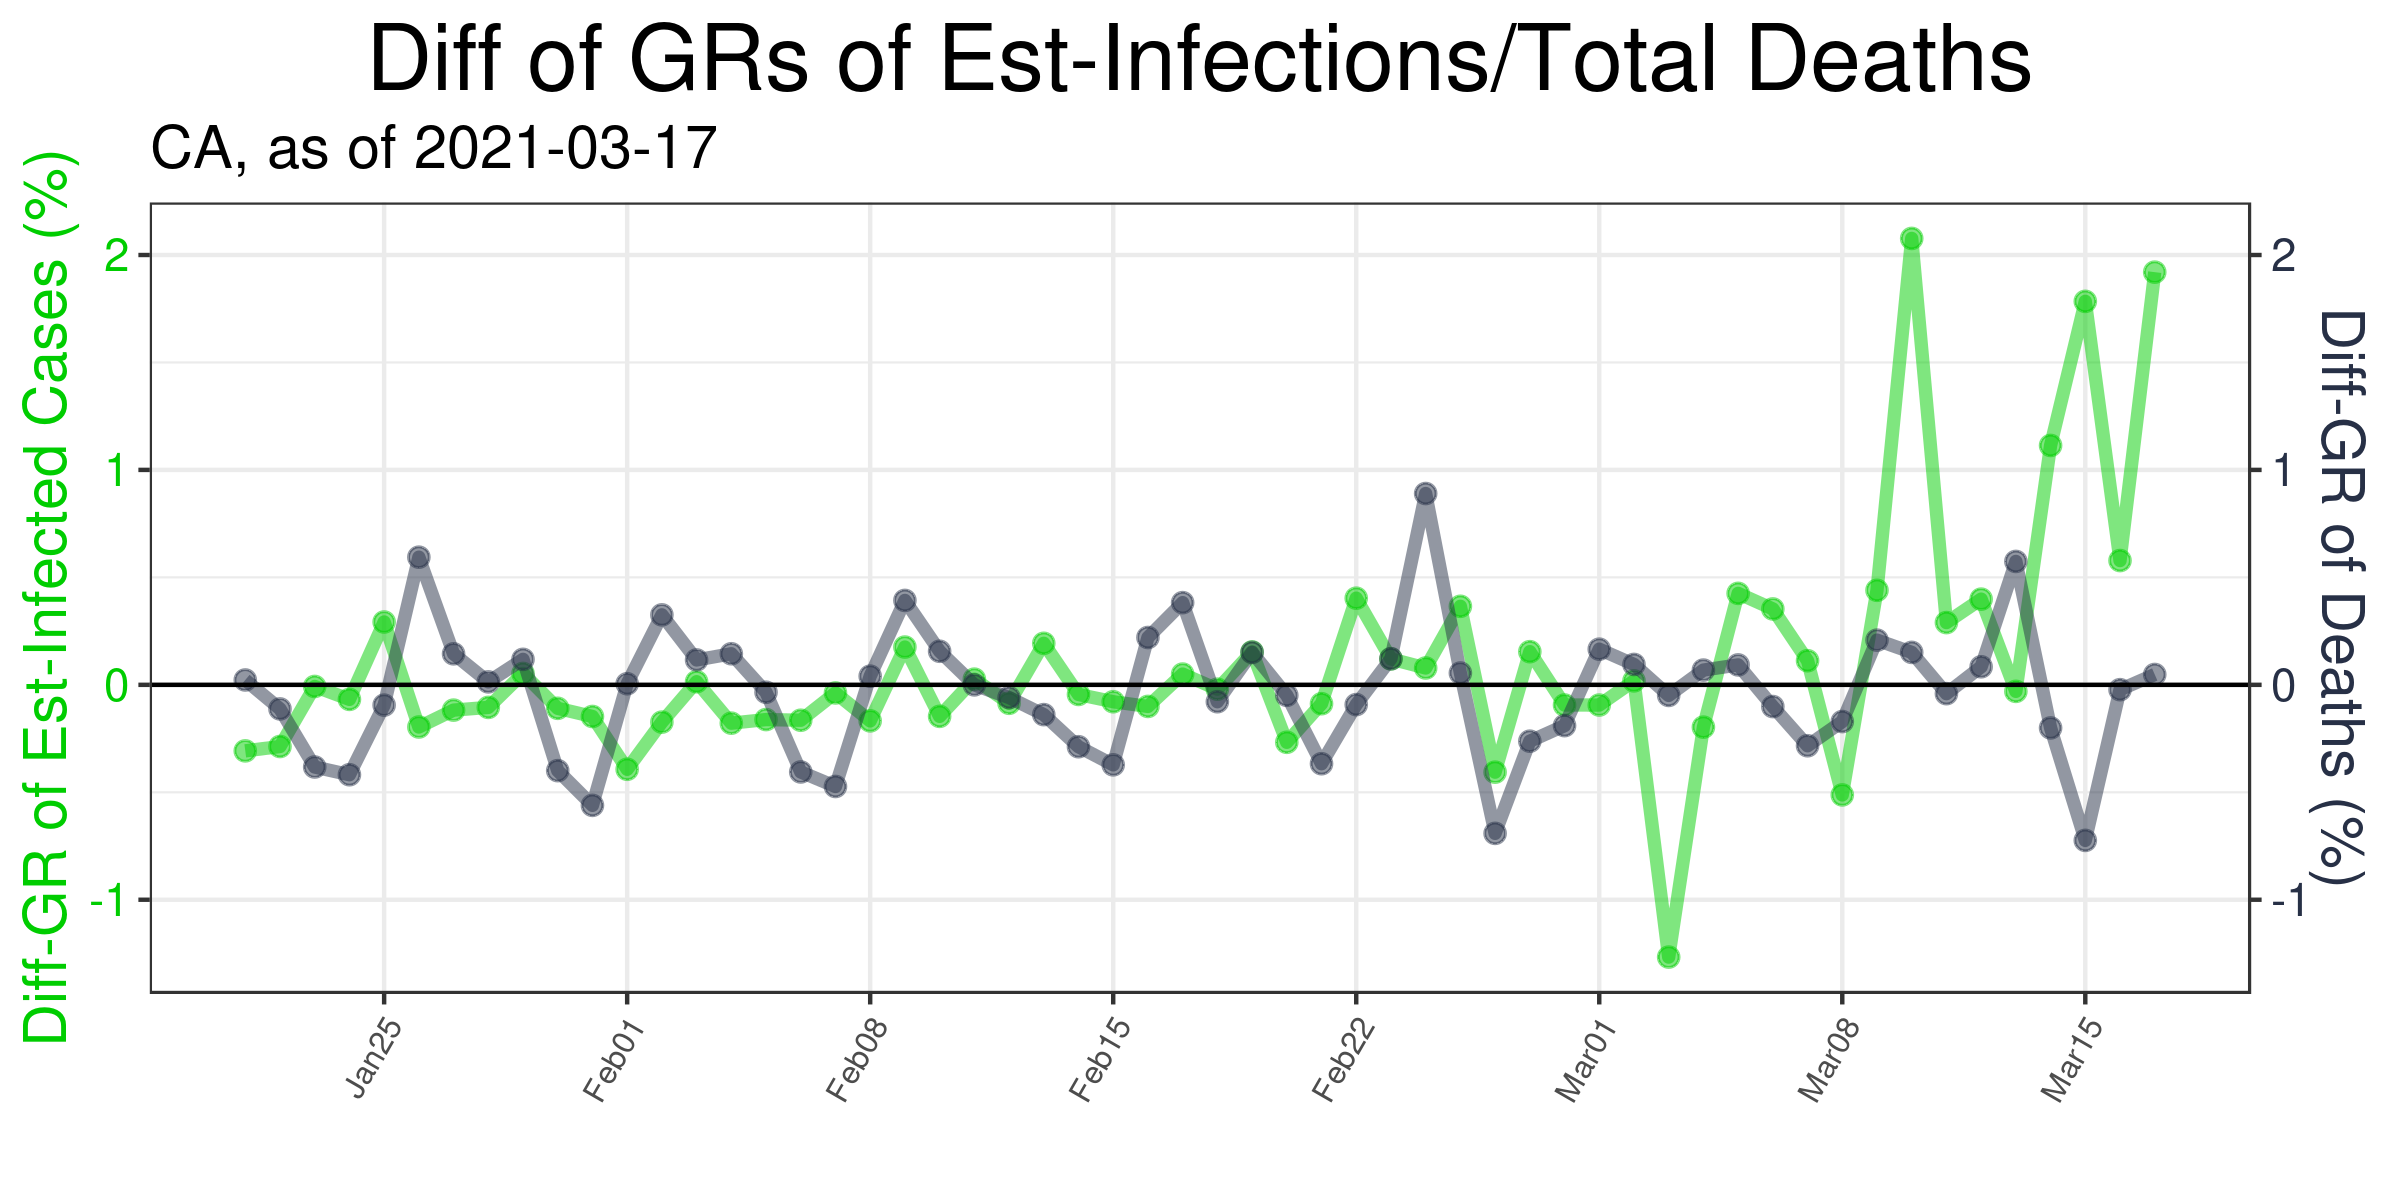 Diff of GRs of Est-Infections/Total Deaths
CA, as of 2021-03-17
Diff-GR of Est-Infected Cases (%)
2
1
0
-1
2
1
0
-1
Diff-GR of Deaths (%)
Jan25
Feb01
Feb08
Feb15
Feb22
Mar01
Mar08
Mar15